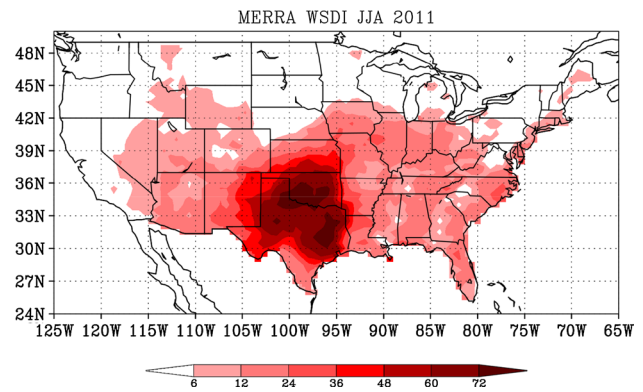 MERRA WSDI JJA 2011
48N
45N
42N
39N
36N
33N
30N
27N
24N
125W 120W 115W 110W 105W 100W 95W 90W 85W 80W 75W 70W 65W
6 12 24 36 48 60 72